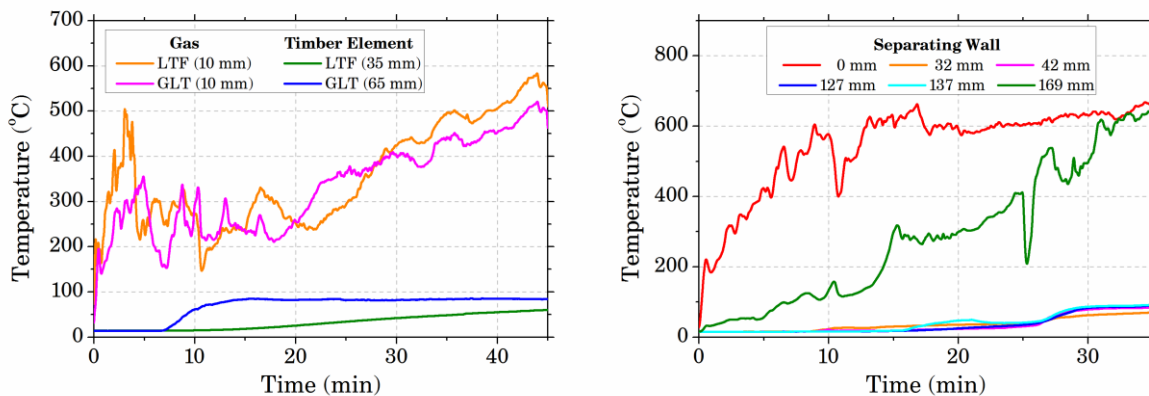 Gas Timber Element
LTF (10 mm) LTF (35 mm)
GLT (10 mm) GLT (65 mm)
Temperature (°C)
700
600
500
400
300
200
100
0
0 10 20 30 40
Time (min)
Separating Wall
0 mm 32 mm 42 mm
127 mm 137 mm 169 mm
Temperature (°C)
800
600
400
200
0
0 10 20 30
Time (min)